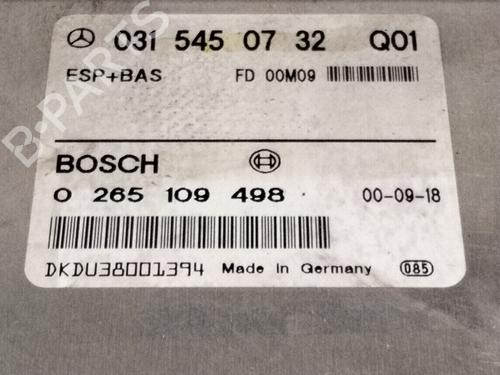 031 545 07 32 Q01
ESP+BAS FD 00M09
BOSCH
0 265 109 498 00-09-18
DKDU38001394 Made in Germany 085
B-PARTS